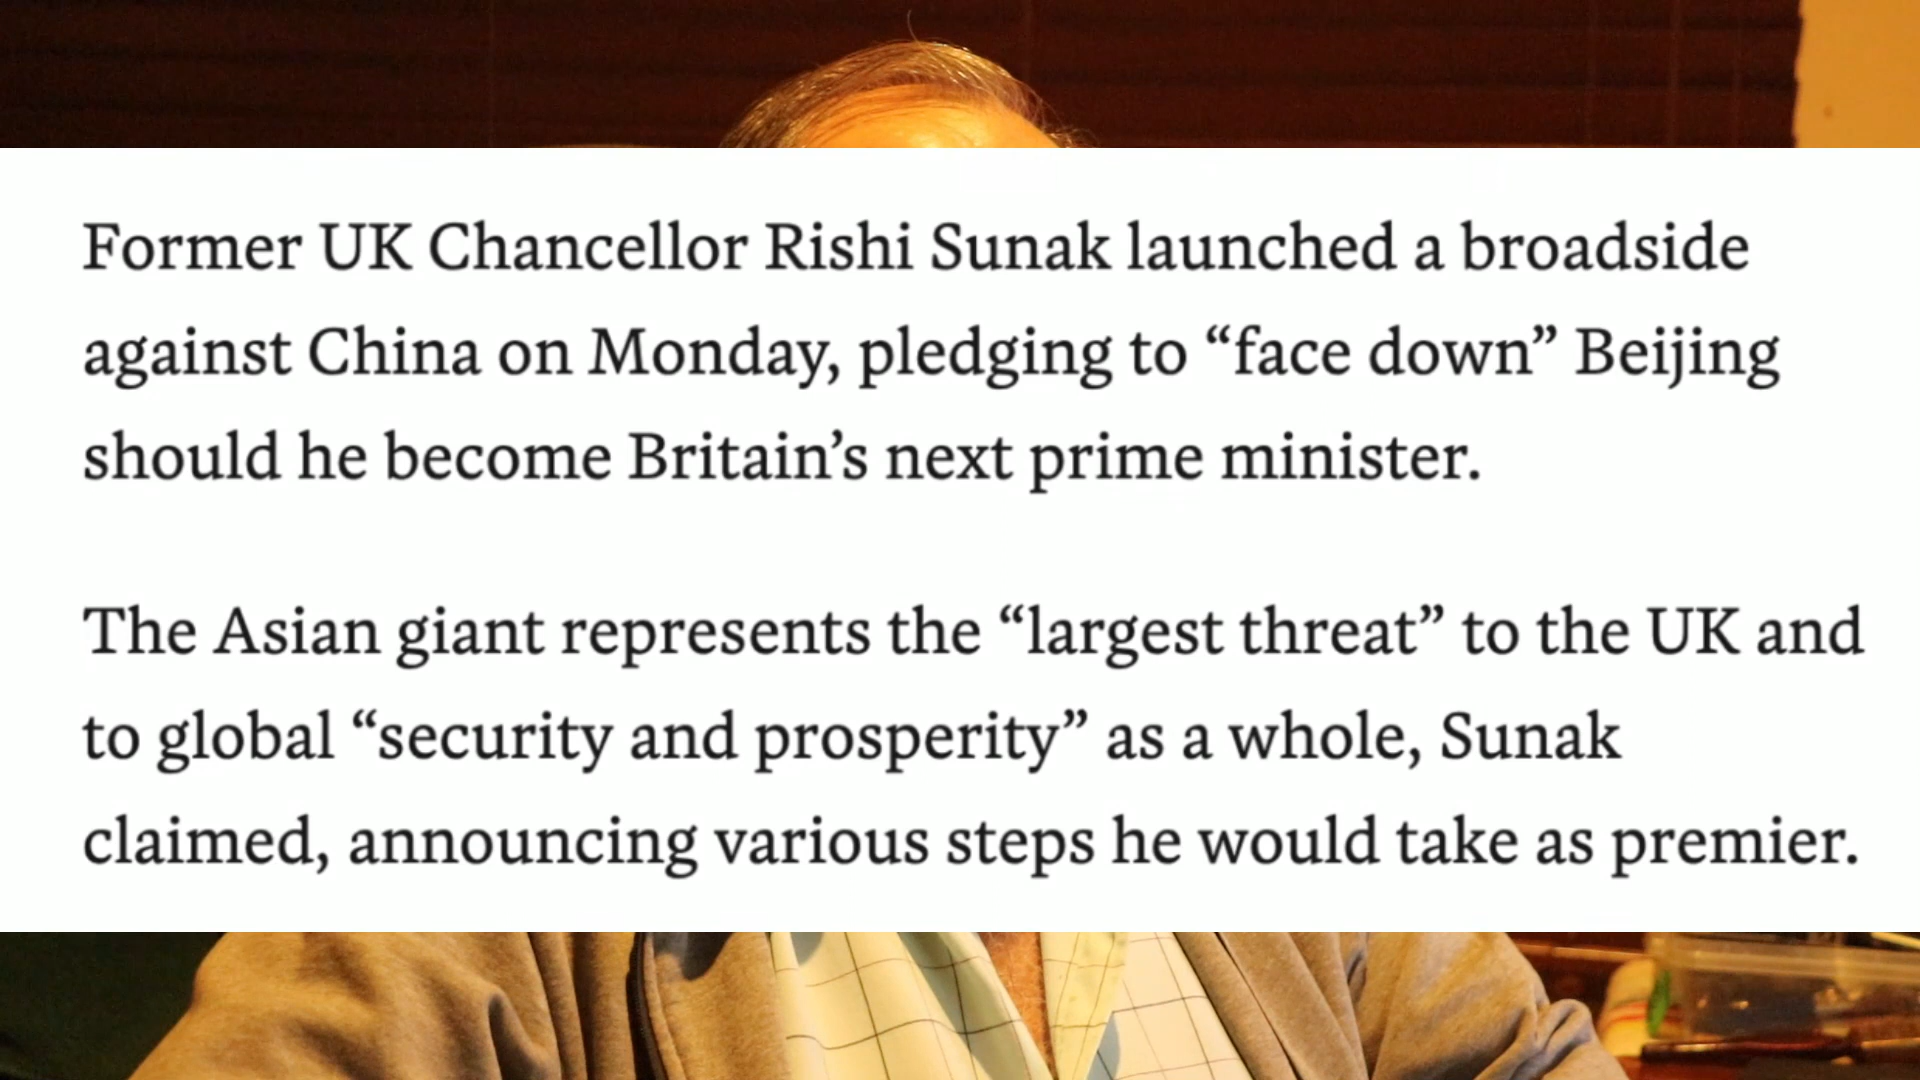 Former UK Chancellor Rishi Sunak launched a broadside
against China on Monday, pledging to “face down” Beijing
should he become Britain’s next prime minister.
The Asian giant represents the “largest threat” to the UK and
to global “security and prosperity” as a whole, Sunak
claimed, announcing various steps he would take as premier.